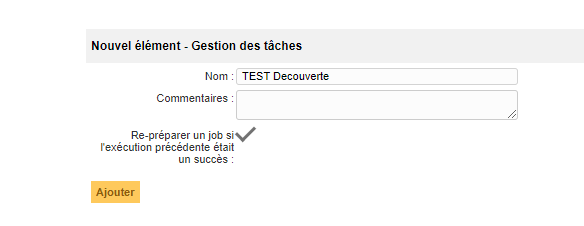 Nouvel élément - Gestion des tâches
Nom : TEST Decouverte
Commentaires :
Re-préparer un job si
l'exécution précédente était
un succès :
Ajouter